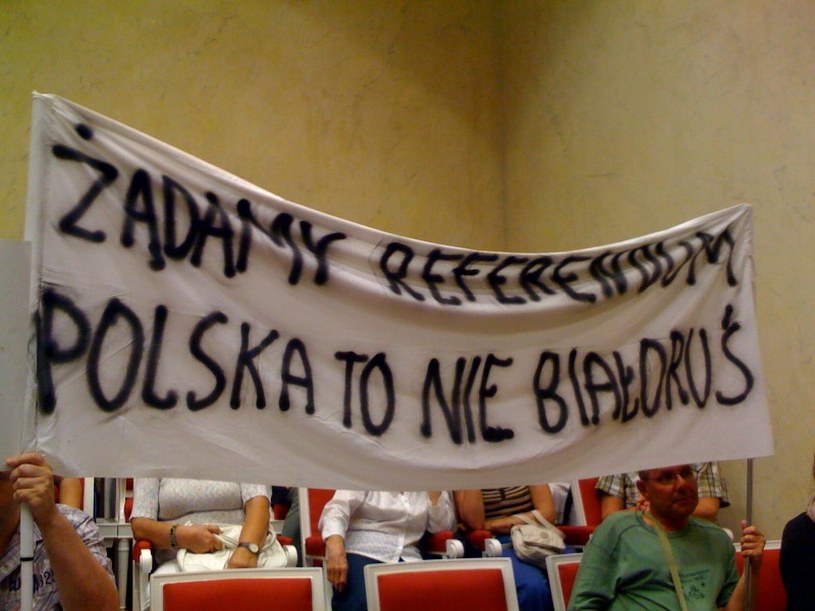 ŻĄDAMY REFERENDUM
POLSKA TO NIE BIAŁORUŚ